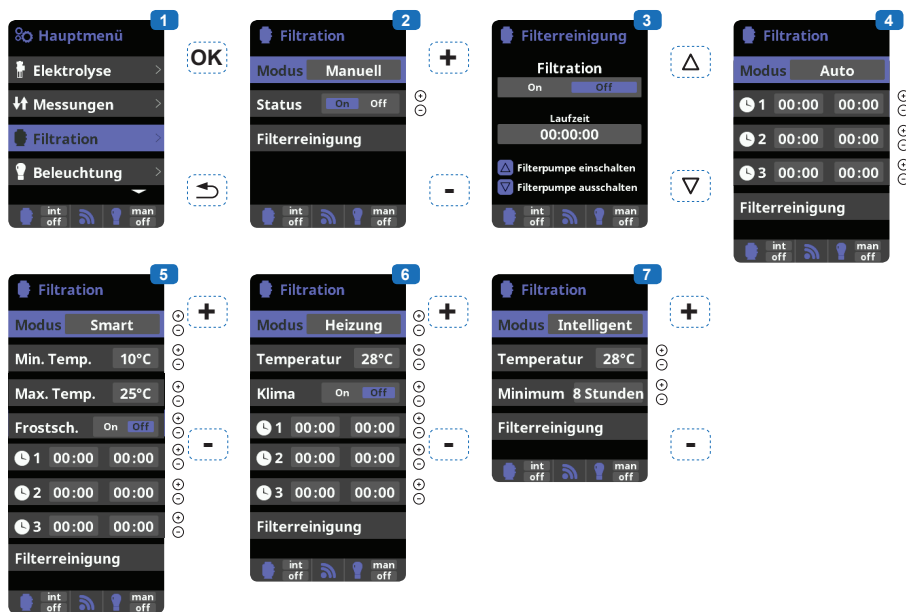 1
Hauptmenü
Elektrolyse
Messungen
Filtration
Beleuchtung
int off man off
OK
2
Filtration
Modus Manuell
Status On Off
Filterreinigung
int off man off
+
-
3
Filterreinigung
Filtration
On Off
Laufzeit
00:00:00
Filterpumpe einschalten
Filterpumpe ausschalten
int off man off
4
Filtration
Modus Auto
1 00:00 00:00
2 00:00 00:00
3 00:00 00:00
Filterreinigung
int off man off
5
Filtration
Modus Smart
Min. Temp. 10°C
Max. Temp. 25°C
Frostsch. On Off
1 00:00 00:00
2 00:00 00:00
3 00:00 00:00
Filterreinigung
int off man off
+
-
6
Filtration
Modus Heizung
Temperatur 28°C
Klima On Off
1 00:00 00:00
2 00:00 00:00
3 00:00 00:00
Filterreinigung
int off man off
+
-
7
Filtration
Modus Intelligent
Temperatur 28°C
Minimum 8 Stunden
Filterreinigung
int off man off
+
-